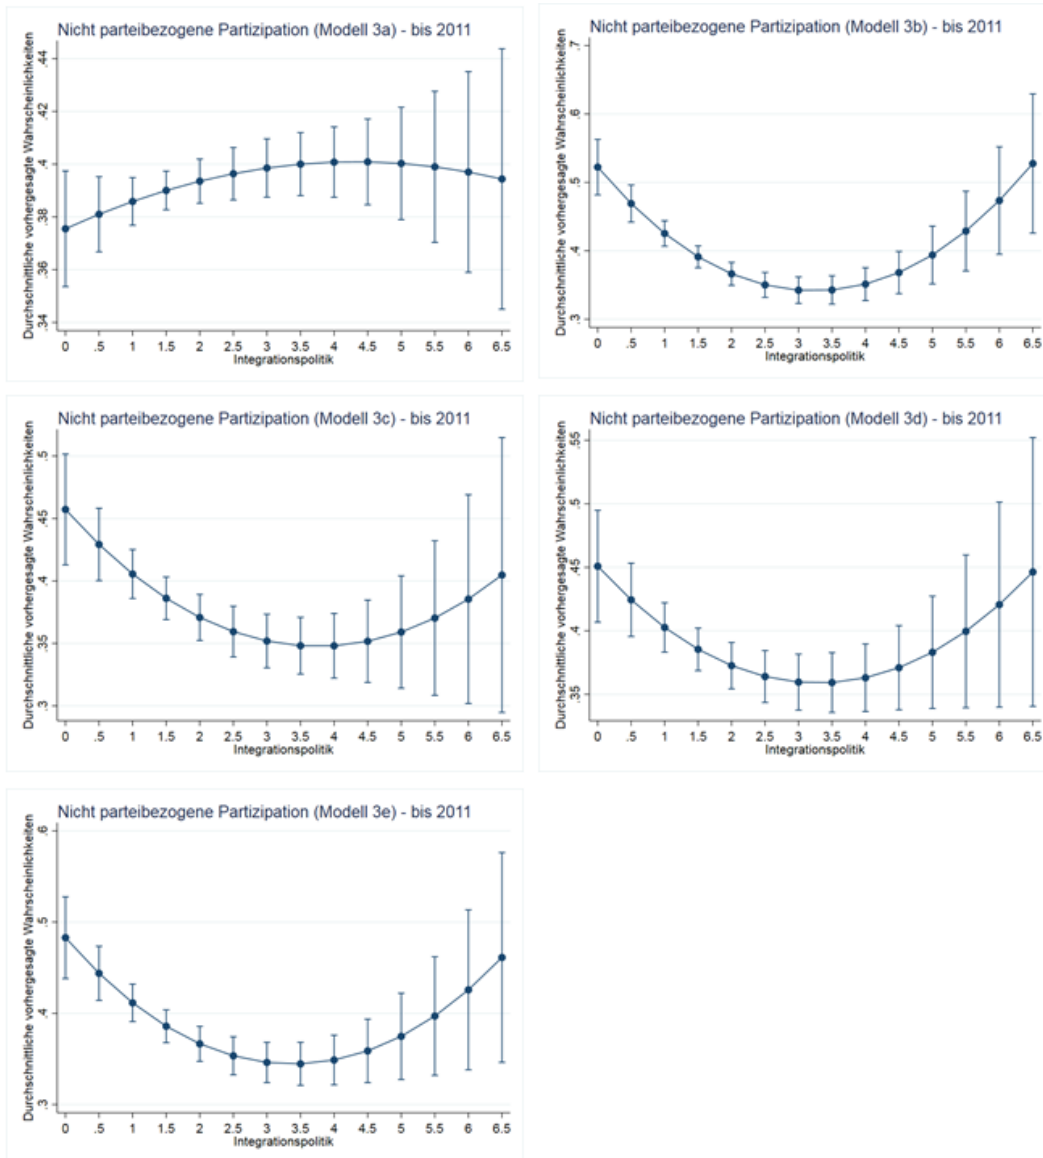 Nicht parteibezogene Partizipation (Modell 3a) - bis 2011
Durchschnittliche vorhergesagte Wahrscheinlichkeiten
.44
.42
.4
.38
.36
.34
0 .5 1 1.5 2 2.5 3 3.5 4 4.5 5 5.5 6 6.5
Integrationspolitik
Nicht parteibezogene Partizipation (Modell 3b) - bis 2011
Durchschnittliche vorhergesagte Wahrscheinlichkeiten
.7
.6
.5
.4
.3
0 .5 1 1.5 2 2.5 3 3.5 4 4.5 5 5.5 6 6.5
Integrationspolitik
Nicht parteibezogene Partizipation (Modell 3c) - bis 2011
Durchschnittliche vorhergesagte Wahrscheinlichkeiten
.5
.45
.4
.35
.3
0 .5 1 1.5 2 2.5 3 3.5 4 4.5 5 5.5 6 6.5
Integrationspolitik
Nicht parteibezogene Partizipation (Modell 3d) - bis 2011
Durchschnittliche vorhergesagte Wahrscheinlichkeiten
.55
.5
.45
.4
.35
0 .5 1 1.5 2 2.5 3 3.5 4 4.5 5 5.5 6 6.5
Integrationspolitik
Nicht parteibezogene Partizipation (Modell 3e) - bis 2011
Durchschnittliche vorhergesagte Wahrscheinlichkeiten
.6
.5
.4
.3
0 .5 1 1.5 2 2.5 3 3.5 4 4.5 5 5.5 6 6.5
Integrationspolitik